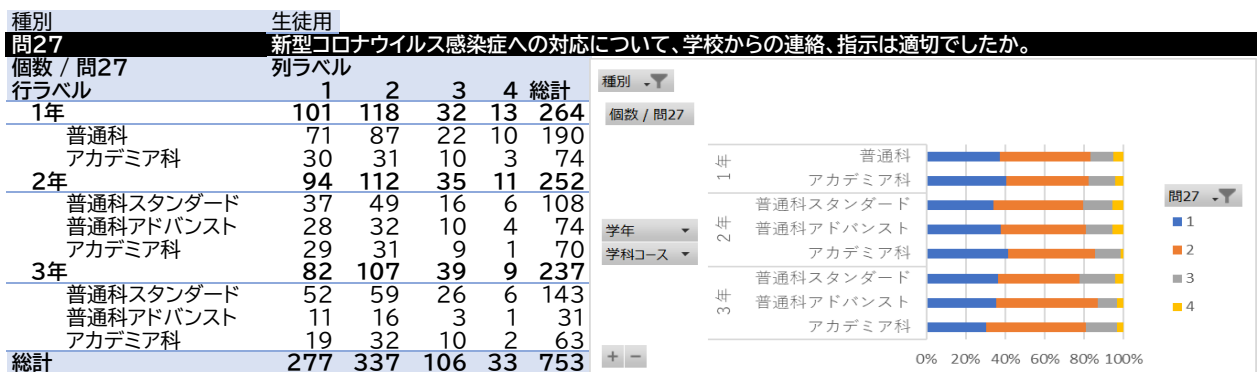 種別 生徒用
問27 新型コロナウイルス感染症への対応について、学校からの連絡、指示は適切でしたか。
個数 / 問27 列ラベル
行ラベル 1 2 3 4 総計
1年 101 118 32 13 264
普通科 71 87 22 10 190
アカデミア科 30 31 10 3 74
2年 94 112 35 11 252
普通科スタンダード 37 49 16 6 108
普通科アドバンスト 28 32 10 4 74
アカデミア科 29 31 9 1 70
3年 82 107 39 9 237
普通科スタンダード 52 59 26 6 143
普通科アドバンスト 11 16 3 1 31
アカデミア科 19 32 10 2 63
総計 277 337 106 33 753
種別
個数 / 問27
学年
学科コース
1年
普通科
アカデミア科
2年
普通科スタンダード
普通科アドバンスト
アカデミア科
3年
普通科スタンダード
普通科アドバンスト
アカデミア科
0% 20% 40% 60% 80% 100%
問27
1
2
3
4
+ -